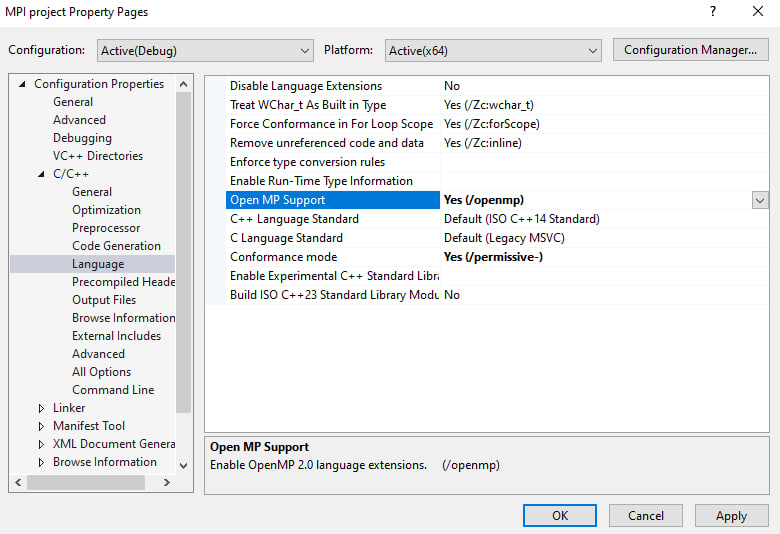 MPI project Property Pages
? ×
Configuration: Active(Debug) Platform: Active(x64) Configuration Manager...
Configuration Properties
General
Advanced
Debugging
VC++ Directories
C/C++
General
Optimization
Preprocessor
Code Generation
Language
Precompiled Heade
Output Files
Browse Information
External Includes
Advanced
All Options
Command Line
Linker
Manifest Tool
XML Document Genera
Browse Information
Disable Language Extensions No
Treat WChar_t As Built in Type Yes (/Zc:wchar_t)
Force Conformance in For Loop Scope Yes (/Zc:forScope)
Remove unreferenced code and data Yes (/Zc:inline)
Enforce type conversion rules
Enable Run-Time Type Information
Open MP Support Yes (/openmp)
C++ Language Standard Default (ISO C++14 Standard)
C Language Standard Default (Legacy MSVC)
Conformance mode Yes (/permissive-)
Enable Experimental C++ Standard Libra
Build ISO C++23 Standard Library Modu No
Open MP Support
Enable OpenMP 2.0 language extensions. (/openmp)
OK Cancel Apply